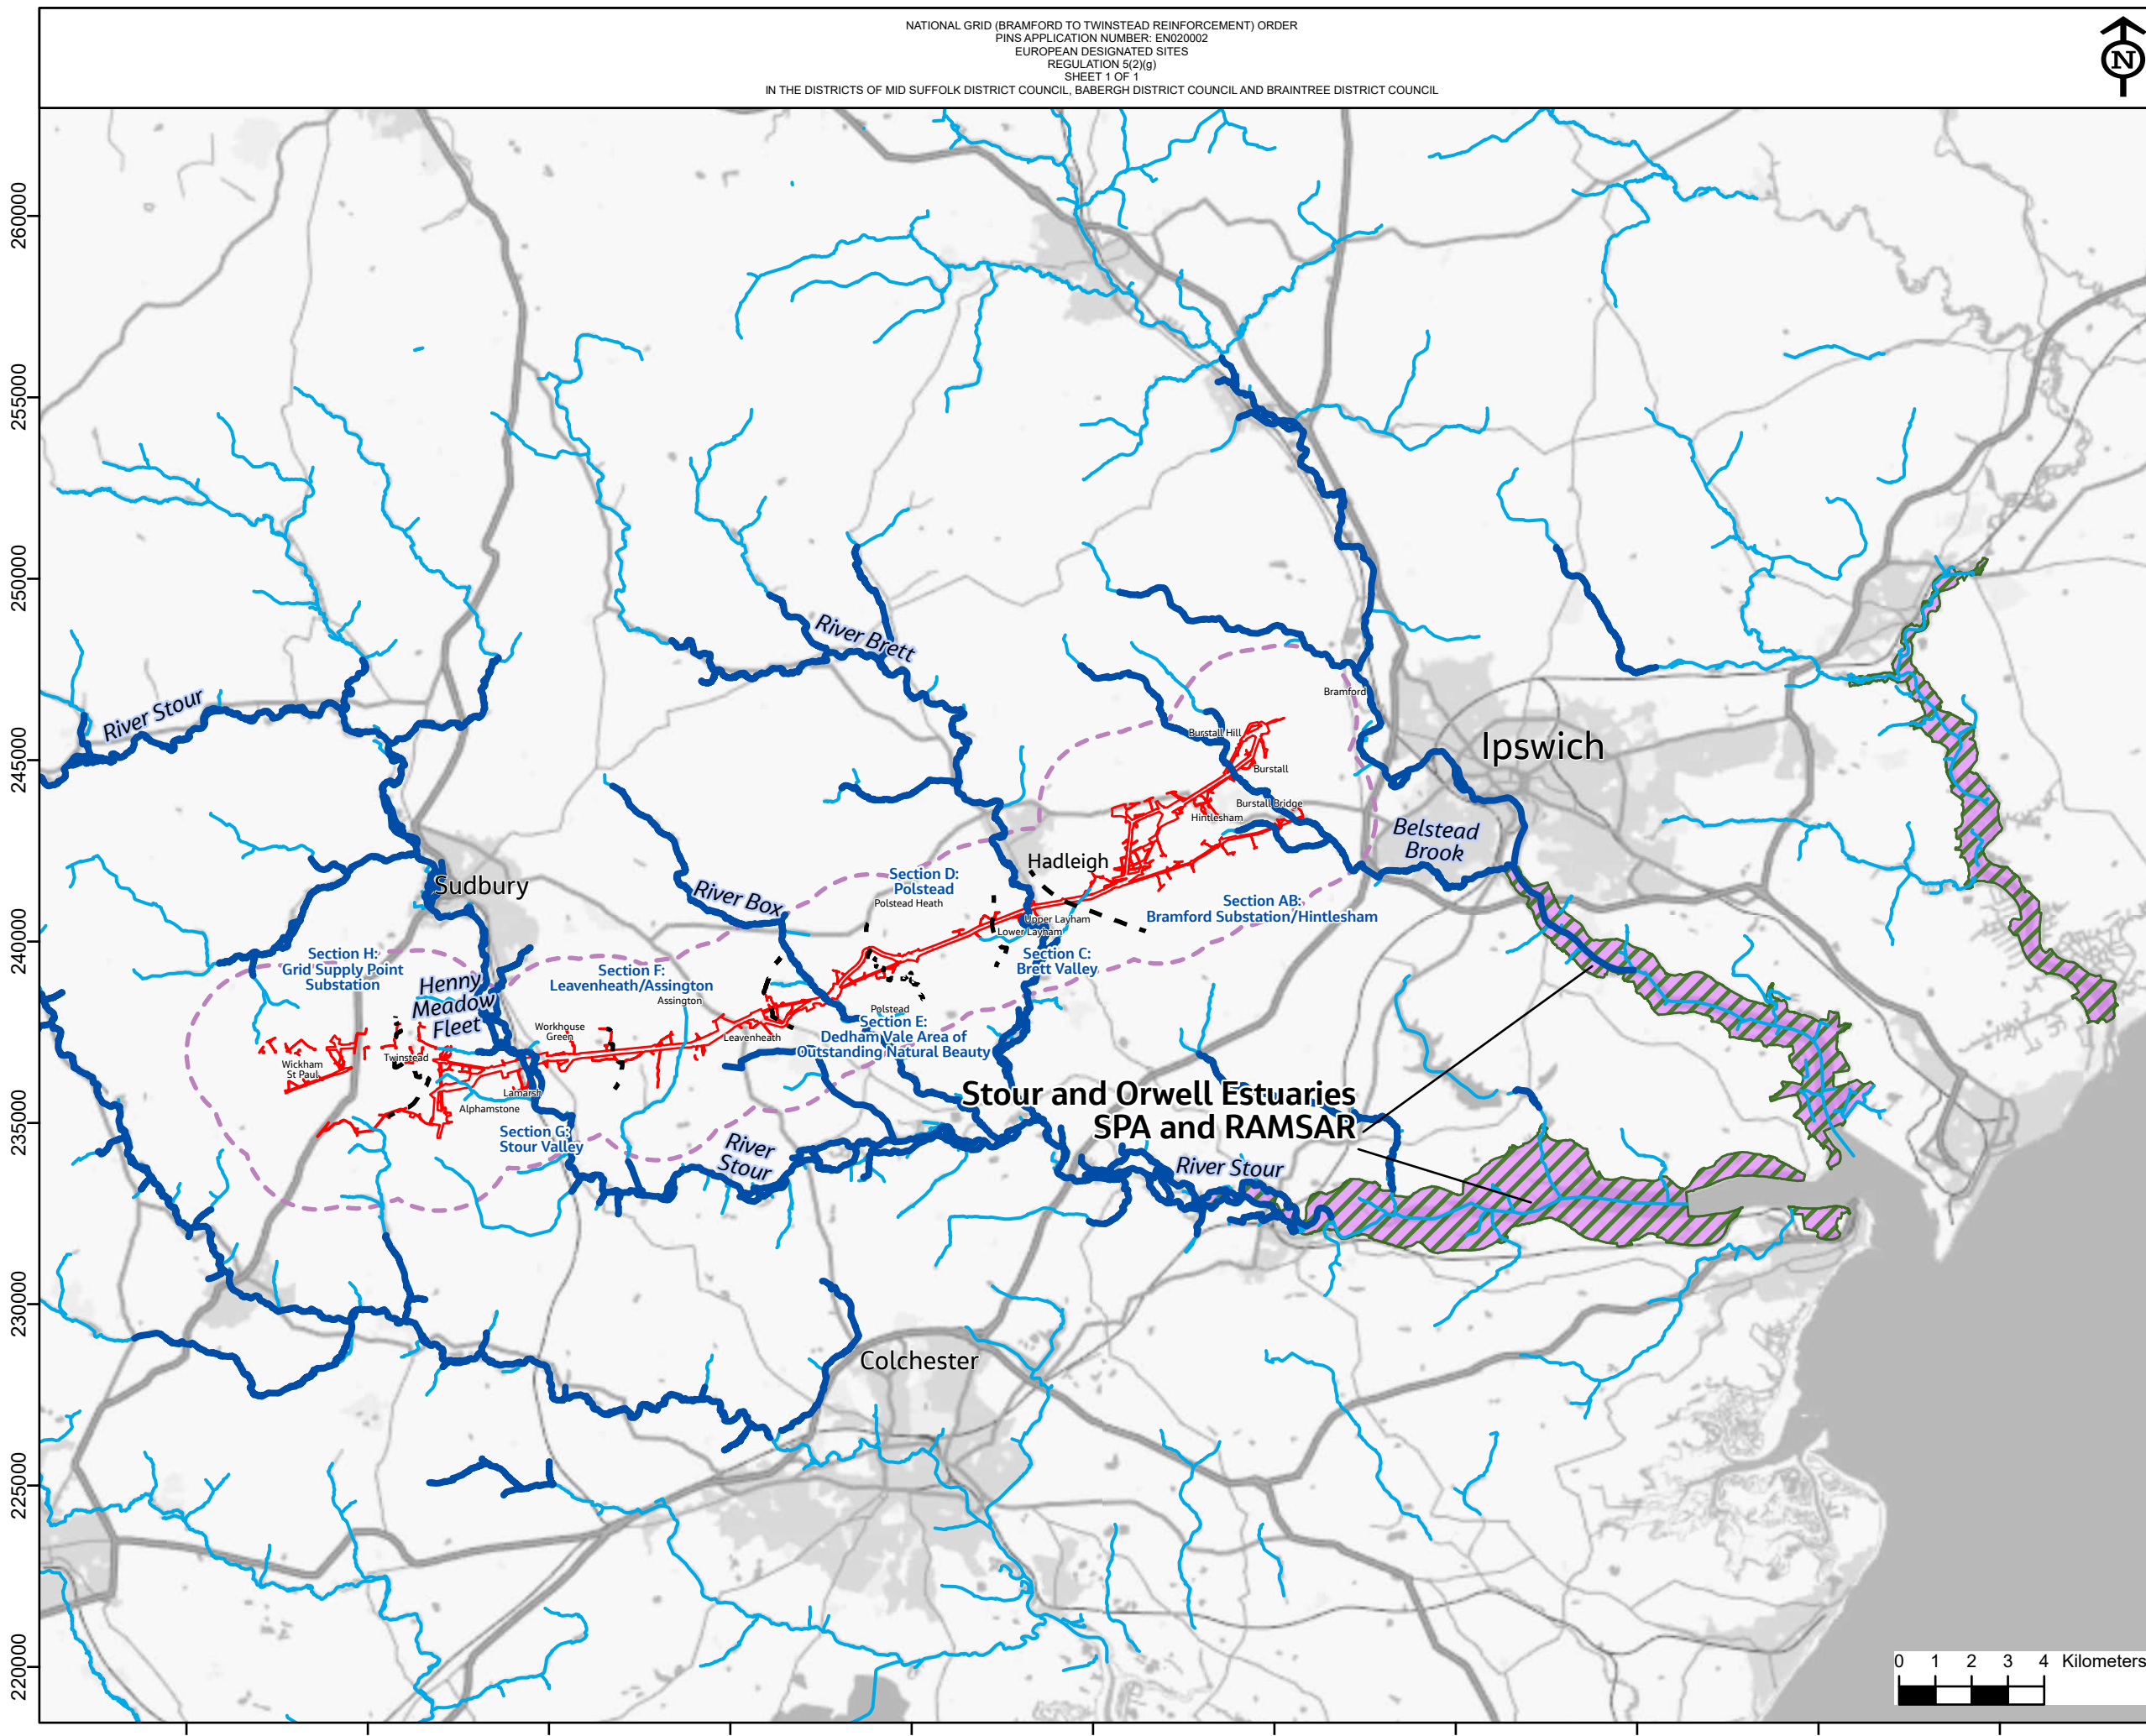 NATIONAL GRID (BRAMFORD TO TWINSTEAD REINFORCEMENT) ORDER
PINS APPLICATION NUMBER: EN020002
EUROPEAN DESIGNATED SITES
REGULATION 5(2)(g)
SHEET 1 OF 1
IN THE DISTRICTS OF MID SUFFOLK DISTRICT COUNCIL, BABERGH DISTRICT COUNCIL AND BRAINTREE DISTRICT COUNCIL
N
260000
255000
250000
245000
240000
235000
230000
225000
220000
River Brett
River Stour
Bramford
Burstall Hill
Ipswich
Burstall
Burstall Bridge
Hintlesham
Belstead
Brook
Hadleigh
Sudbury
Section D:
Polstead
Polstead Heath
River Box
Section AB:
Bramford Substation/Hintlesham
Upper Layham
Lower Layham
Section H:
Grid Supply Point
Substation
Section C:
Brett Valley
Section F:
Leavenheath/Assington
Assington
Henny
Meadow
Fleet
Polstead
Section E:
Dedham Vale Area of
Outstanding Natural Beauty
Workhouse
Green
Leavenheath
Twinstead
Wickham
St Paul
Lamarsh
Alphamstone
Stour and Orwell Estuaries
SPA and RAMSAR
Section G:
Stour Valley
River
Stour
River Stour
Colchester
0 1 2 3 4 Kilometers